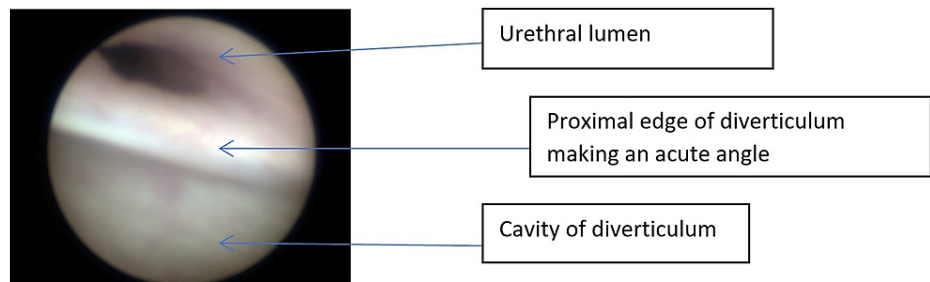 Urethral lumen
Proximal edge of diverticulum
making an acute angle
Cavity of diverticulum